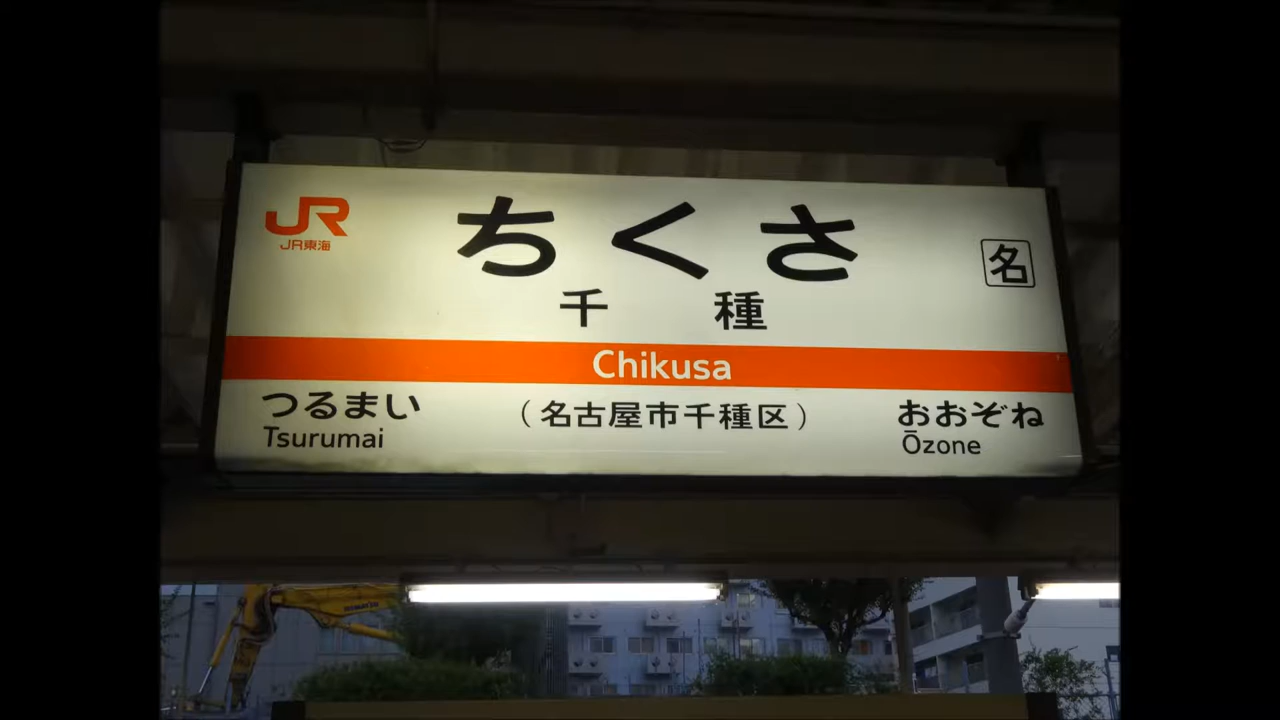 JR
JR東海
ちくさ
名
千種
Chikusa
つるまい
Tsurumai
（名古屋市千種区）
おおぞね
Ōzone
KOMATSU